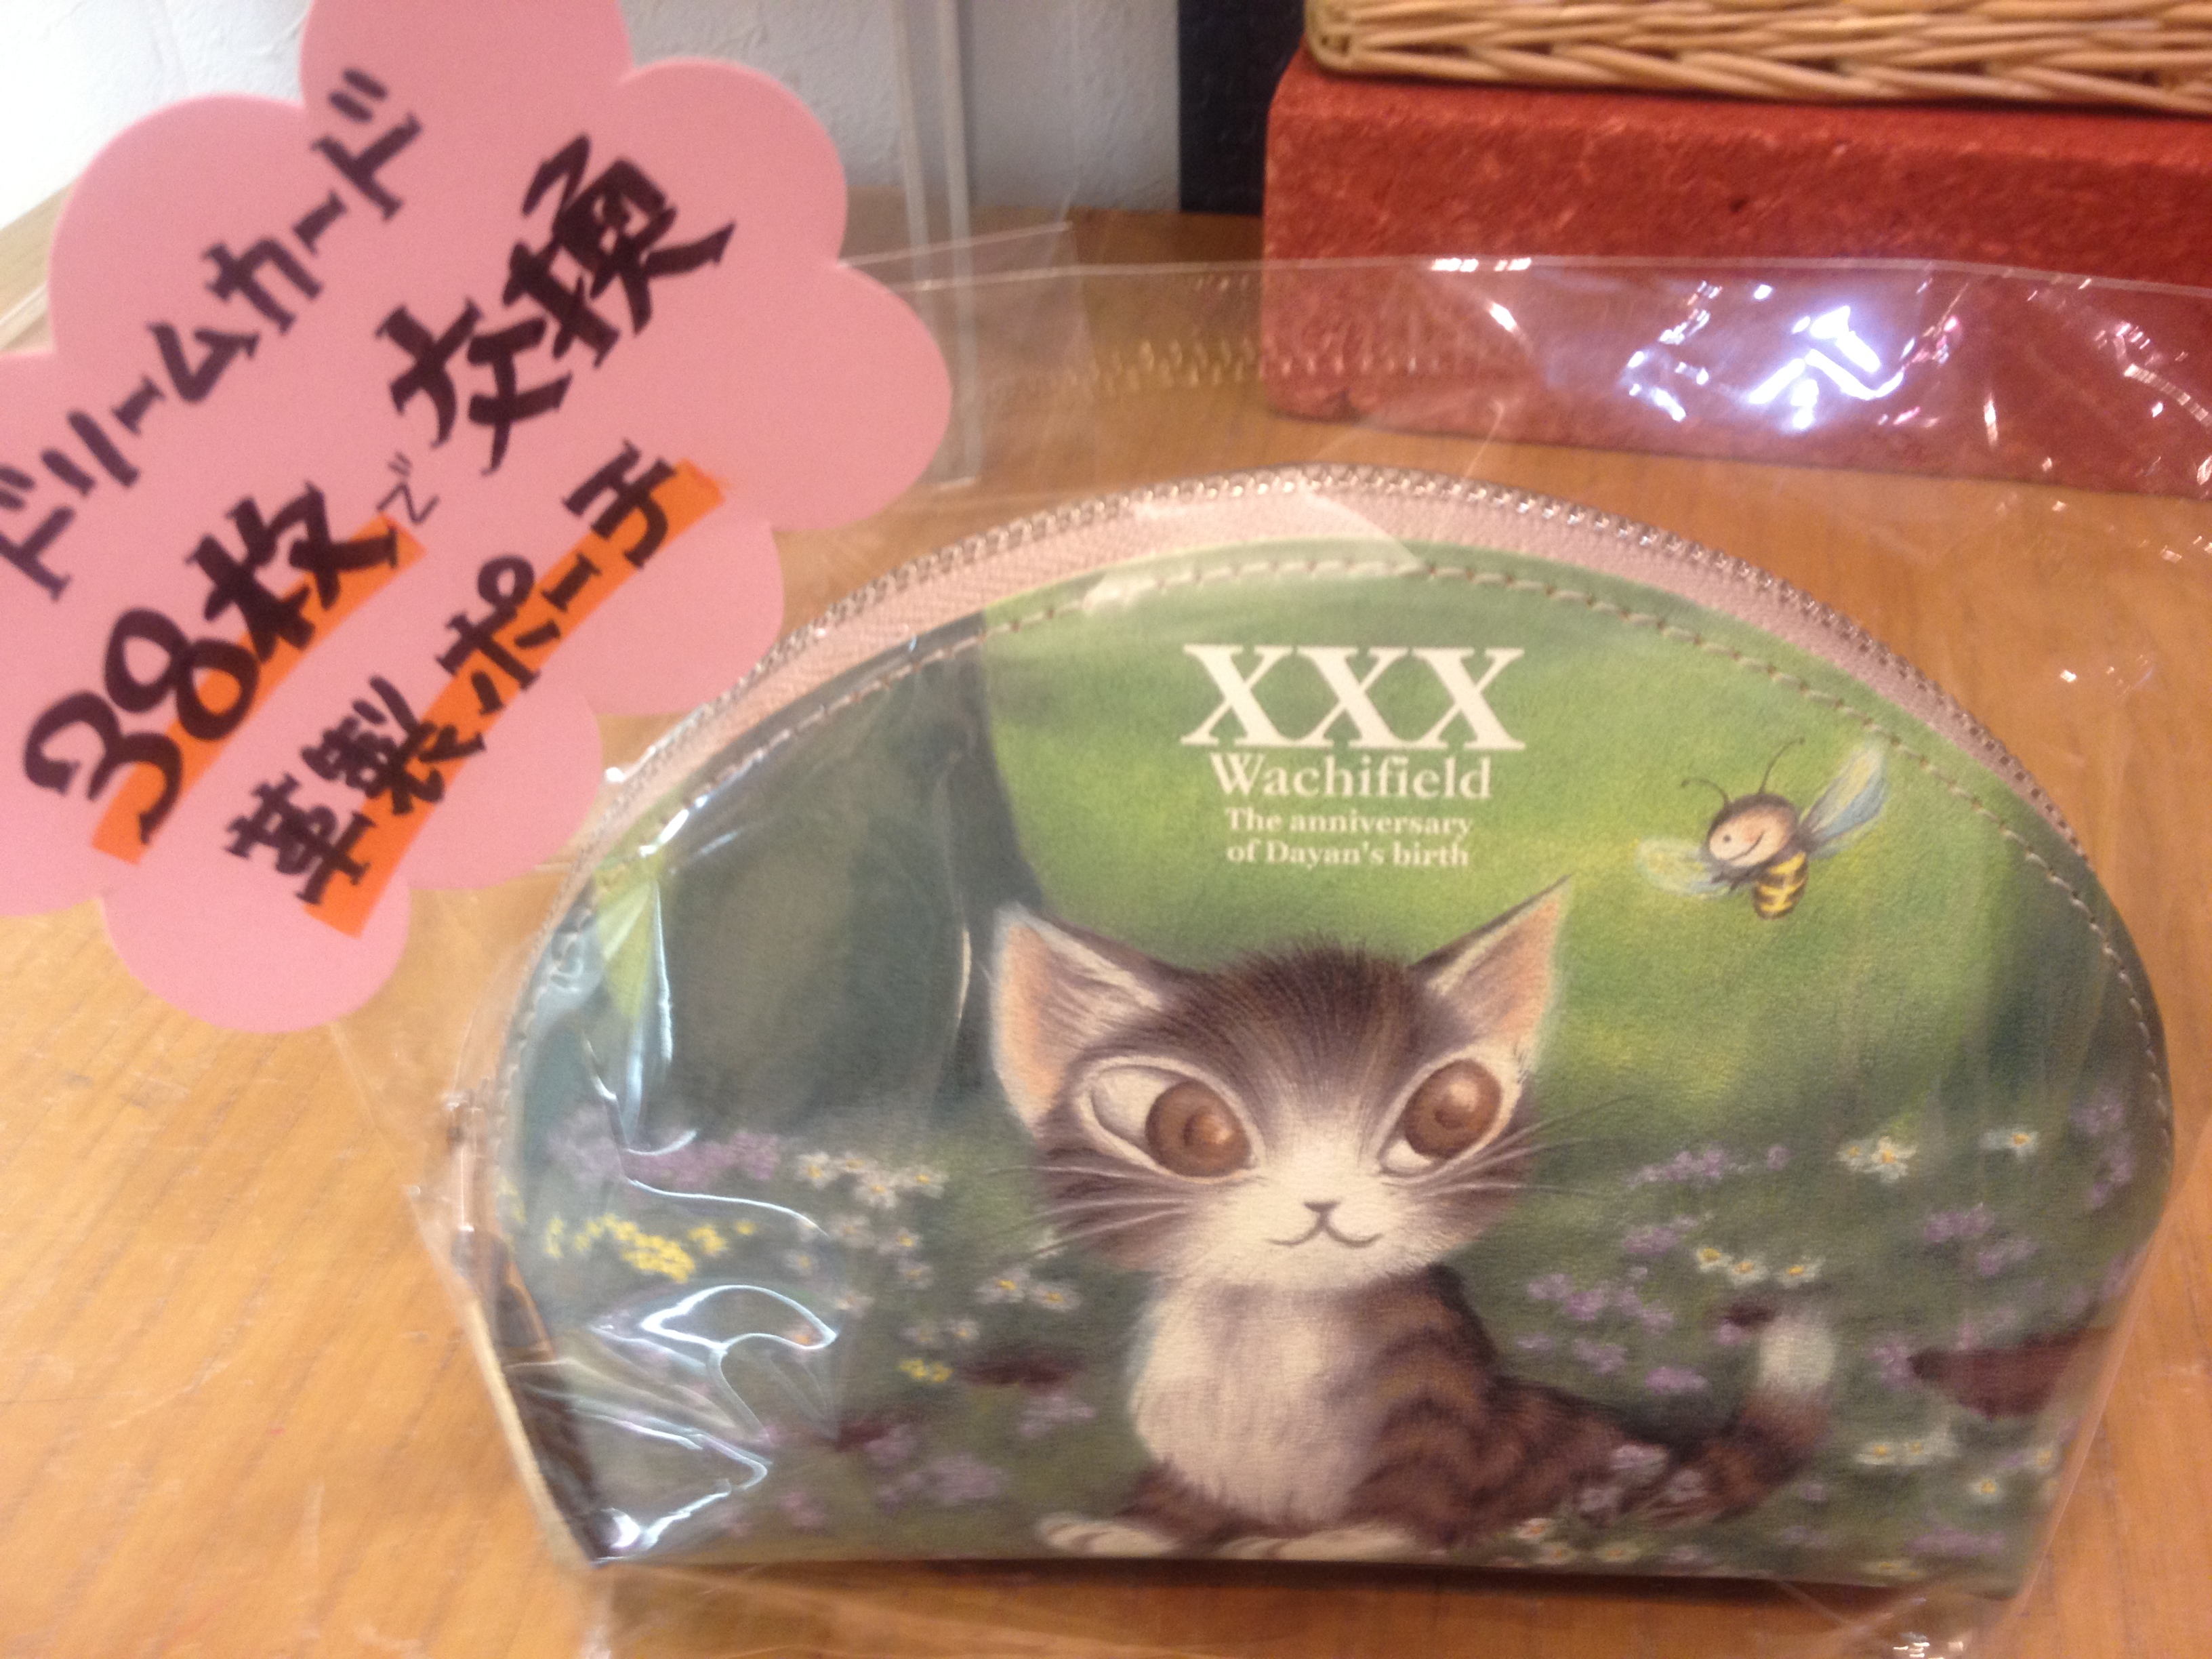 ドリームカード
38枚で交換
革製ポーチ
XXX
Wachifield
The anniversary
of Dayan's birth